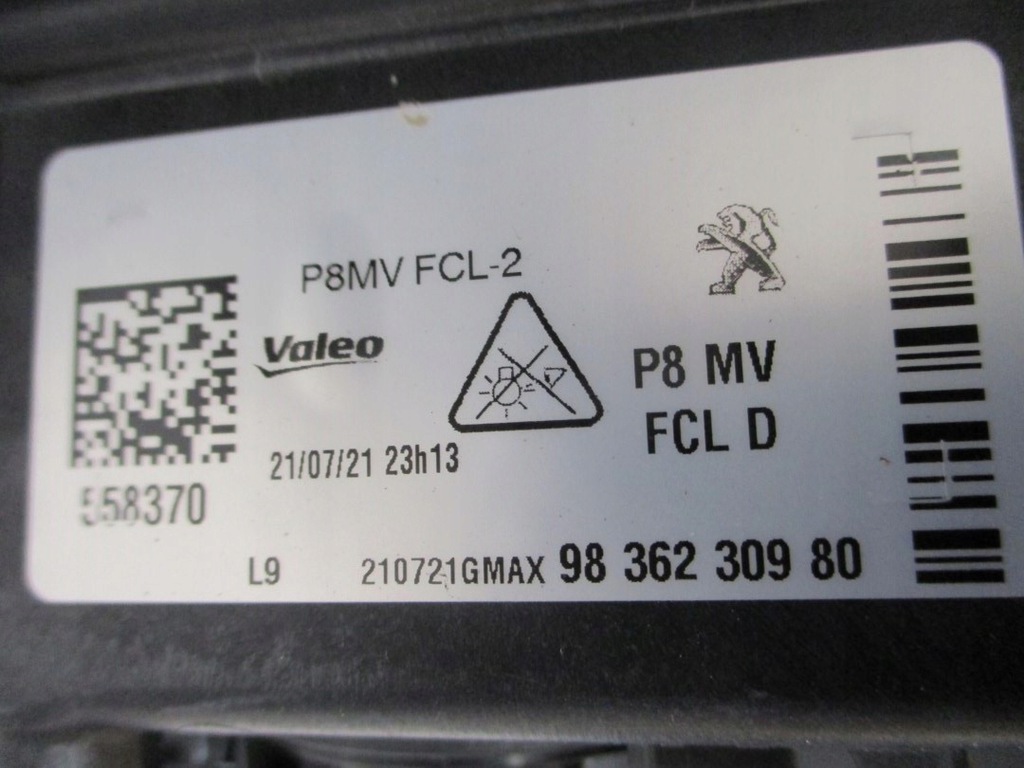 P8MV FCL-2
Valeo
P8 MV
FCL D
21/07/21 23h13
558370
L9 210721GMAX 98 362 309 80